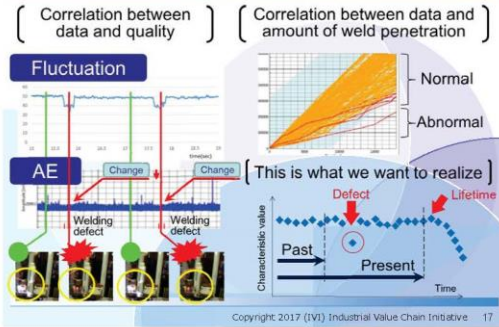 Correlation between
data and quality
Correlation between data and
amount of weld penetration
Fluctuation
time[sec]
Normal
Abnormal
AE
Change
Change
Welding
defect
Welding
defect
This is what we want to realize
Defect
Lifetime
Characteristic value
Past
Present
Time
Copyright 2017 (IVI) Industrial Value Chain Initiative 17